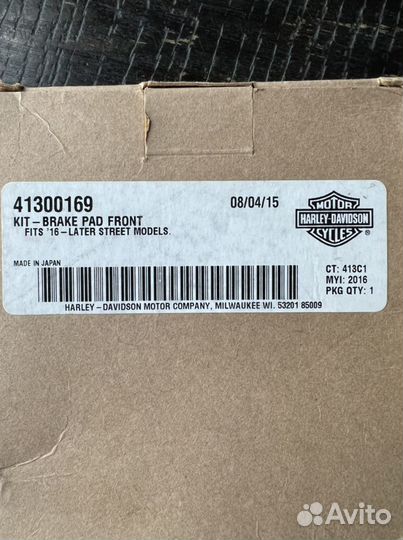 41300169
08/04/15
KIT-BRAKE PAD FRONT
FITS '16-LATER STREET MODELS.
MOTOR
HARLEY-DAVIDSON
CYCLES
®
MADE IN JAPAN
CT: 413C1
MYI: 2016
PKG QTY: 1
HARLEY-DAVIDSON MOTOR COMPANY, MILWAUKEE WI. 53201 85009
Avito